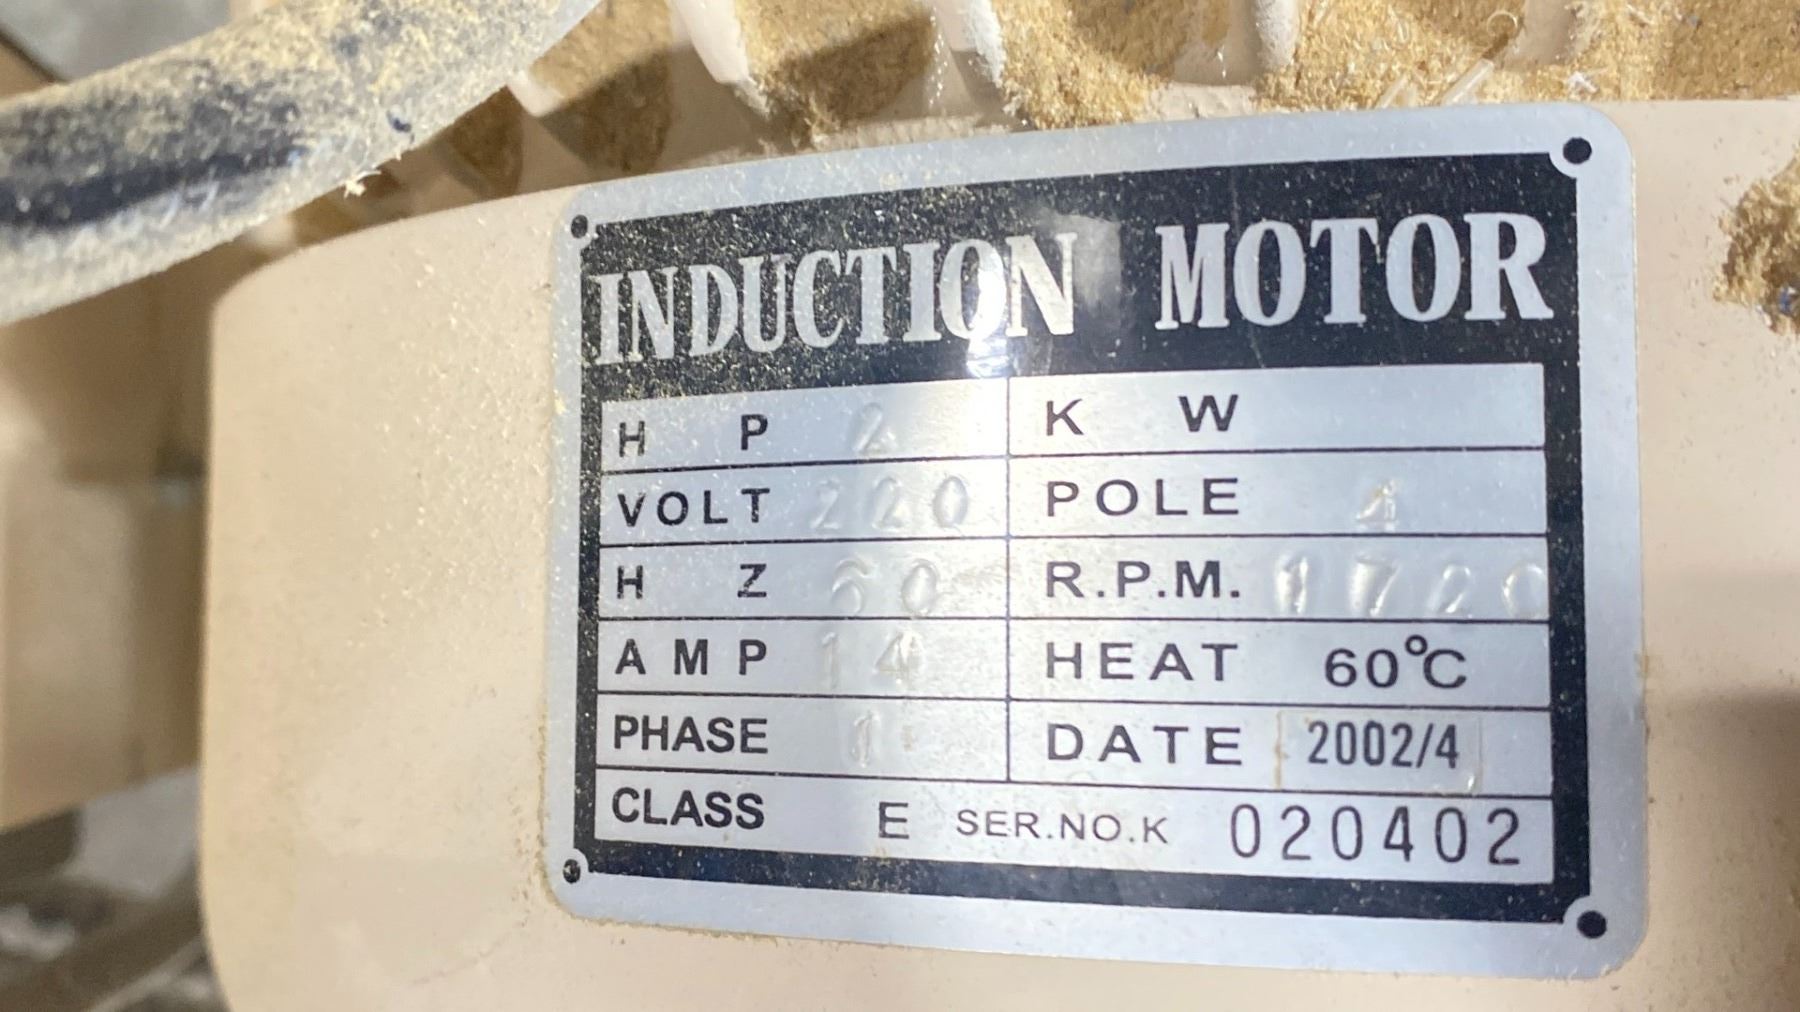 INDUCTION MOTOR
H P 2 K W
VOLT 220 POLE 4
H Z 60 R.P.M. 1720
AMP 14 HEAT 60°C
PHASE 1 DATE 2002/4
CLASS E SER.NO.K 020402